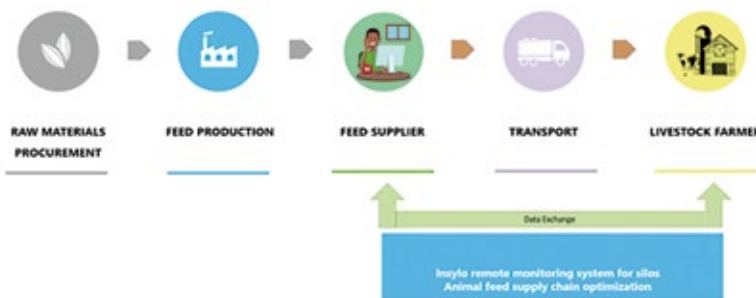 RAW MATERIALS
PROCUREMENT
FEED PRODUCTION
FEED SUPPLIER
TRANSPORT
LIVESTOCK FARME
Data Exchange
Insylo remote monitoring system for silos
Animal feed supply chain optimization